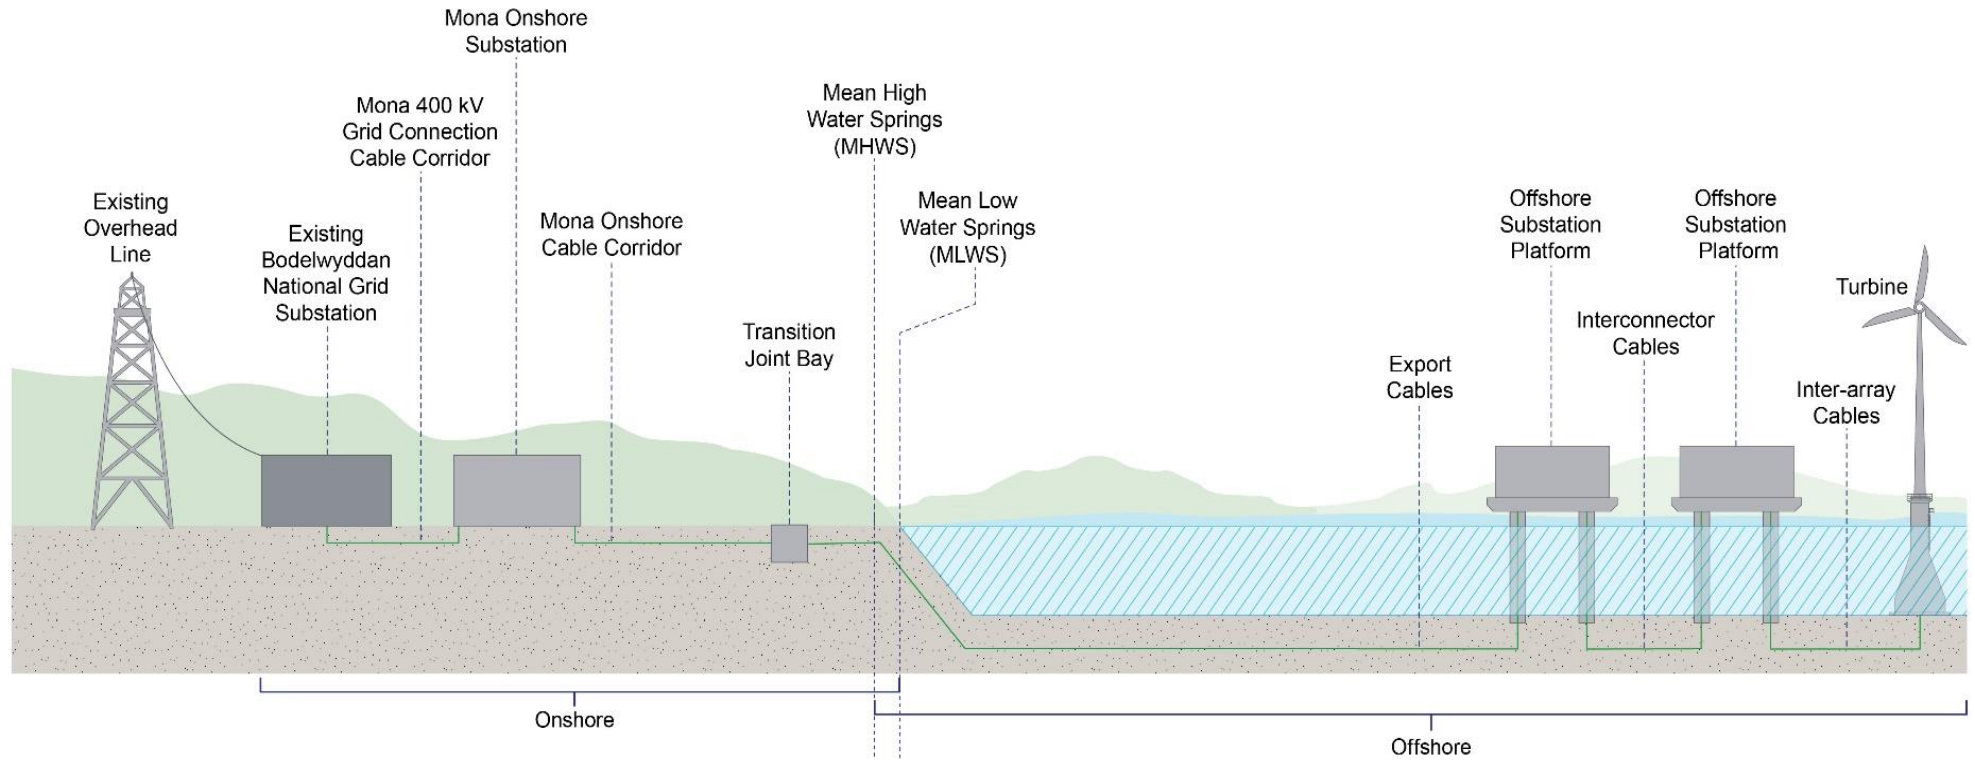 Mona Onshore
Substation
Mona 400 kV
Grid Connection
Cable Corridor
Mean High
Water Springs
(MHWS)
Existing
Overhead
Line
Existing
Bodelwyddan
National Grid
Substation
Mona Onshore
Cable Corridor
Mean Low
Water Springs
(MLWS)
Offshore
Substation
Platform
Offshore
Substation
Platform
Turbine
Transition
Joint Bay
Interconnector
Cables
Export
Cables
Inter-array
Cables
Onshore
Offshore